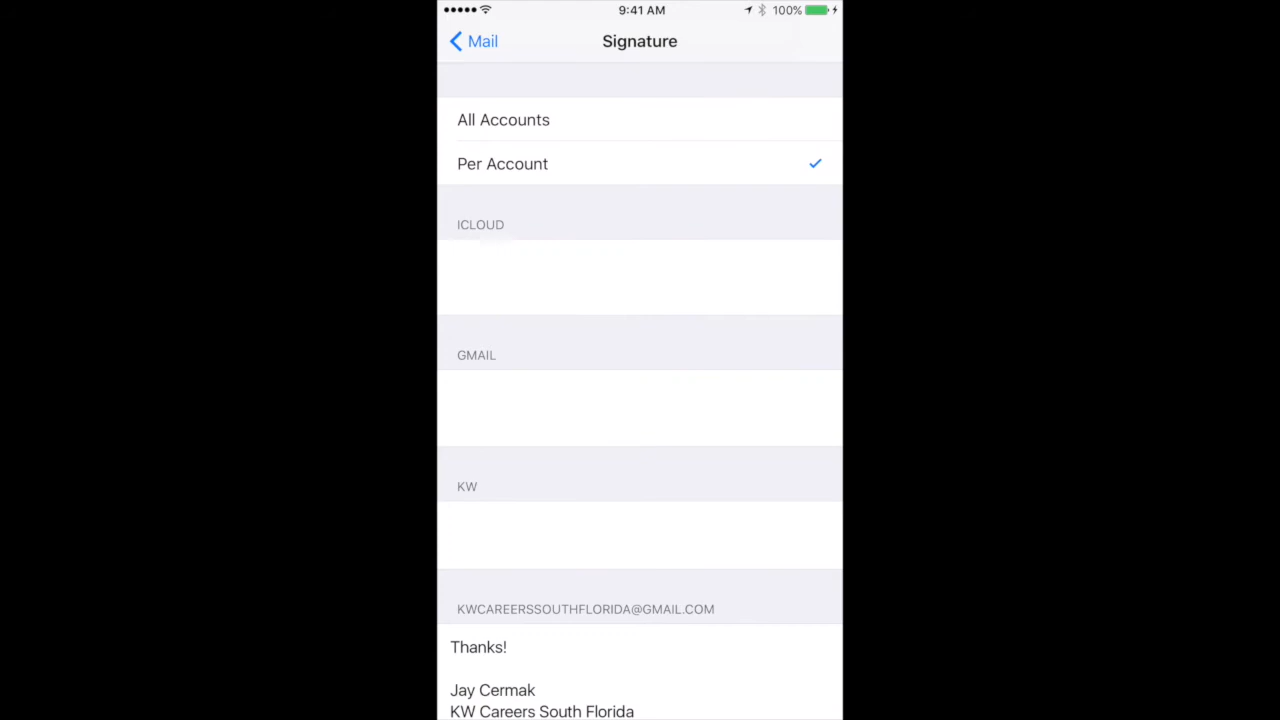 9:41 AM 100%
Mail Signature
All Accounts
Per Account
ICLOUD
GMAIL
KW
KWCAREERSSOUTHFLORIDA@GMAIL.COM
Thanks!
Jay Cermak
KW Careers South Florida